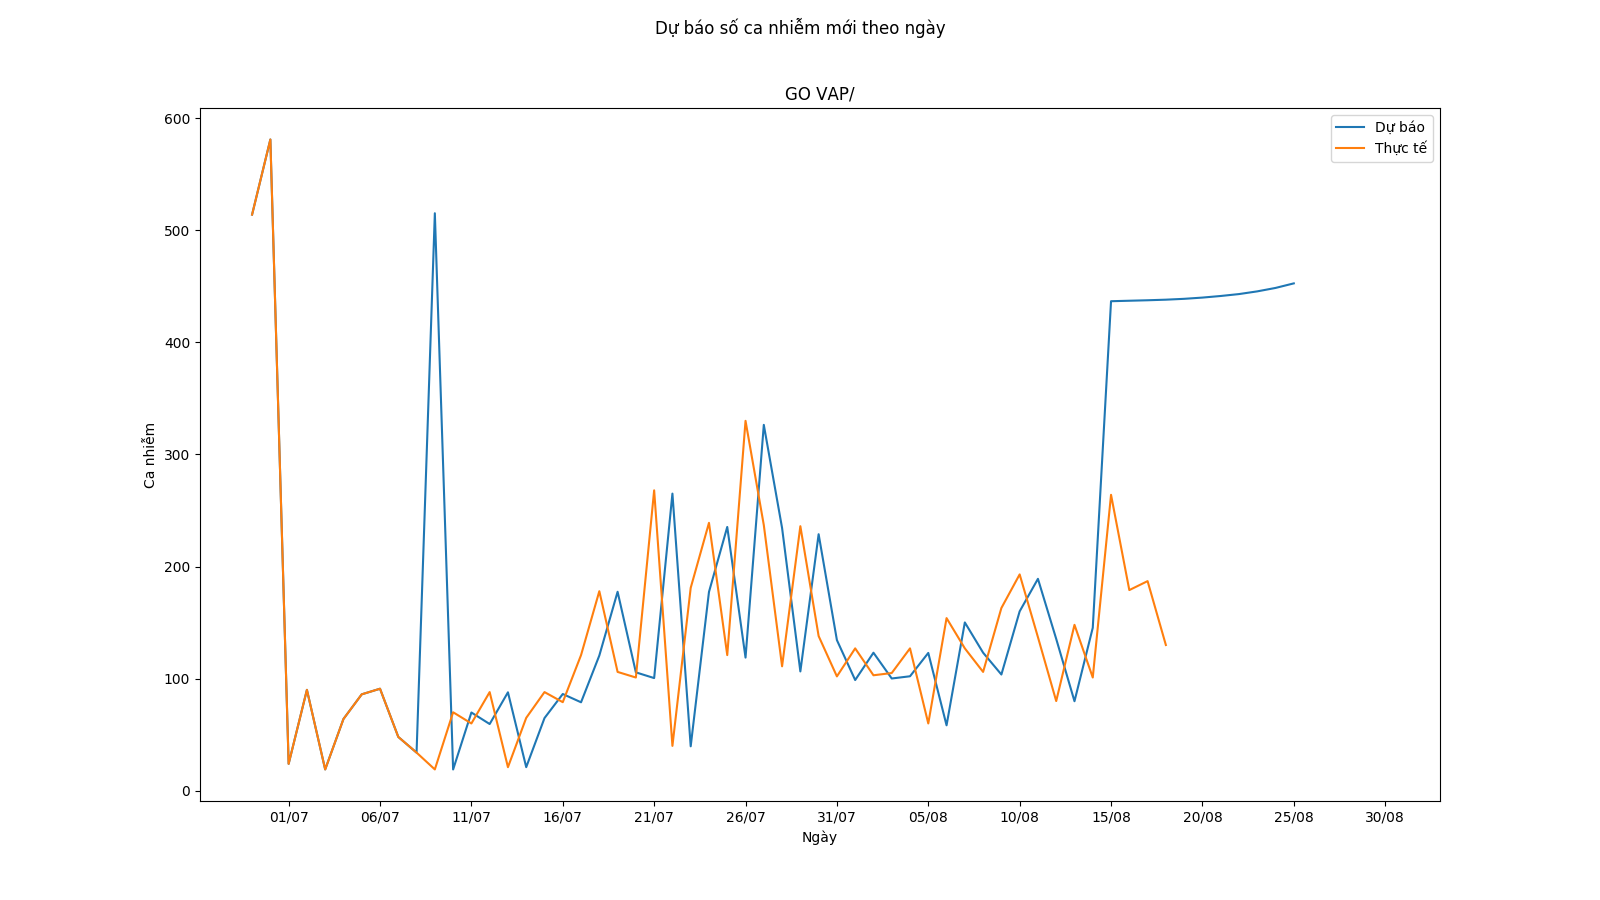 Dự báo số ca nhiễm mới theo ngày
GO VAP/
Dự báo
Thực tế
Ca nhiễm
600
500
400
300
200
100
0
01/07 06/07 11/07 16/07 21/07 26/07 31/07 05/08 10/08 15/08 20/08 25/08 30/08
Ngày